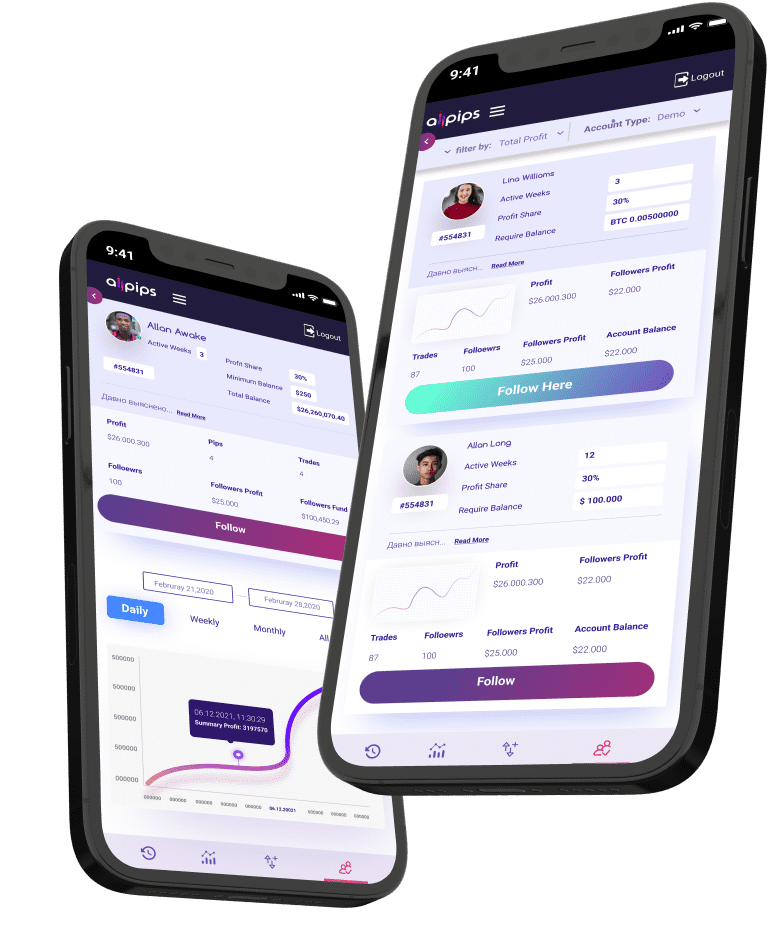 9:41
allpips
Logout
Allan Awake
Active Weeks 3
#554831
Profit Share 30%
Minimum Balance $250
Total Balance $26,260,070.40
Давно выяснено... Read More
Profit Pips Trades
$26.000.300 4 4
Folloewrs Followers Profit Followers Fund
100 $25.000 $100,450.29
Follow
Februray 21,2020 Februray 28,2020
Daily Weekly Monthly
500000
500000
500000
500000
000000
06.12.2021, 11:30:29
Summary Profit: 3197570
000000 000000 000000 000000 000000 06.12.20021 000000 000000 000000
9:41
Logout
allpips
filter by: Total Profit Account Type: Demo
Lina Willioms
Active Weeks 3
Profit Share 30%
#554831
Require Balance BTC 0.00500000
Давно выясн... Read More
Profit Followers Profit
$26.000.300 $22.000
Trades Folloewrs Followers Profit Account Balance
87 100 $25.000 $22.000
Follow Here
Allan Long
Active Weeks 12
Profit Share 30%
#554831
Require Balance $ 100.000
Давно выясн... Read More
Profit Followers Profit
$26.000.300 $22.000
Trades Folloewrs Followers Profit Account Balance
87 100 $25.000 $22.000
Follow